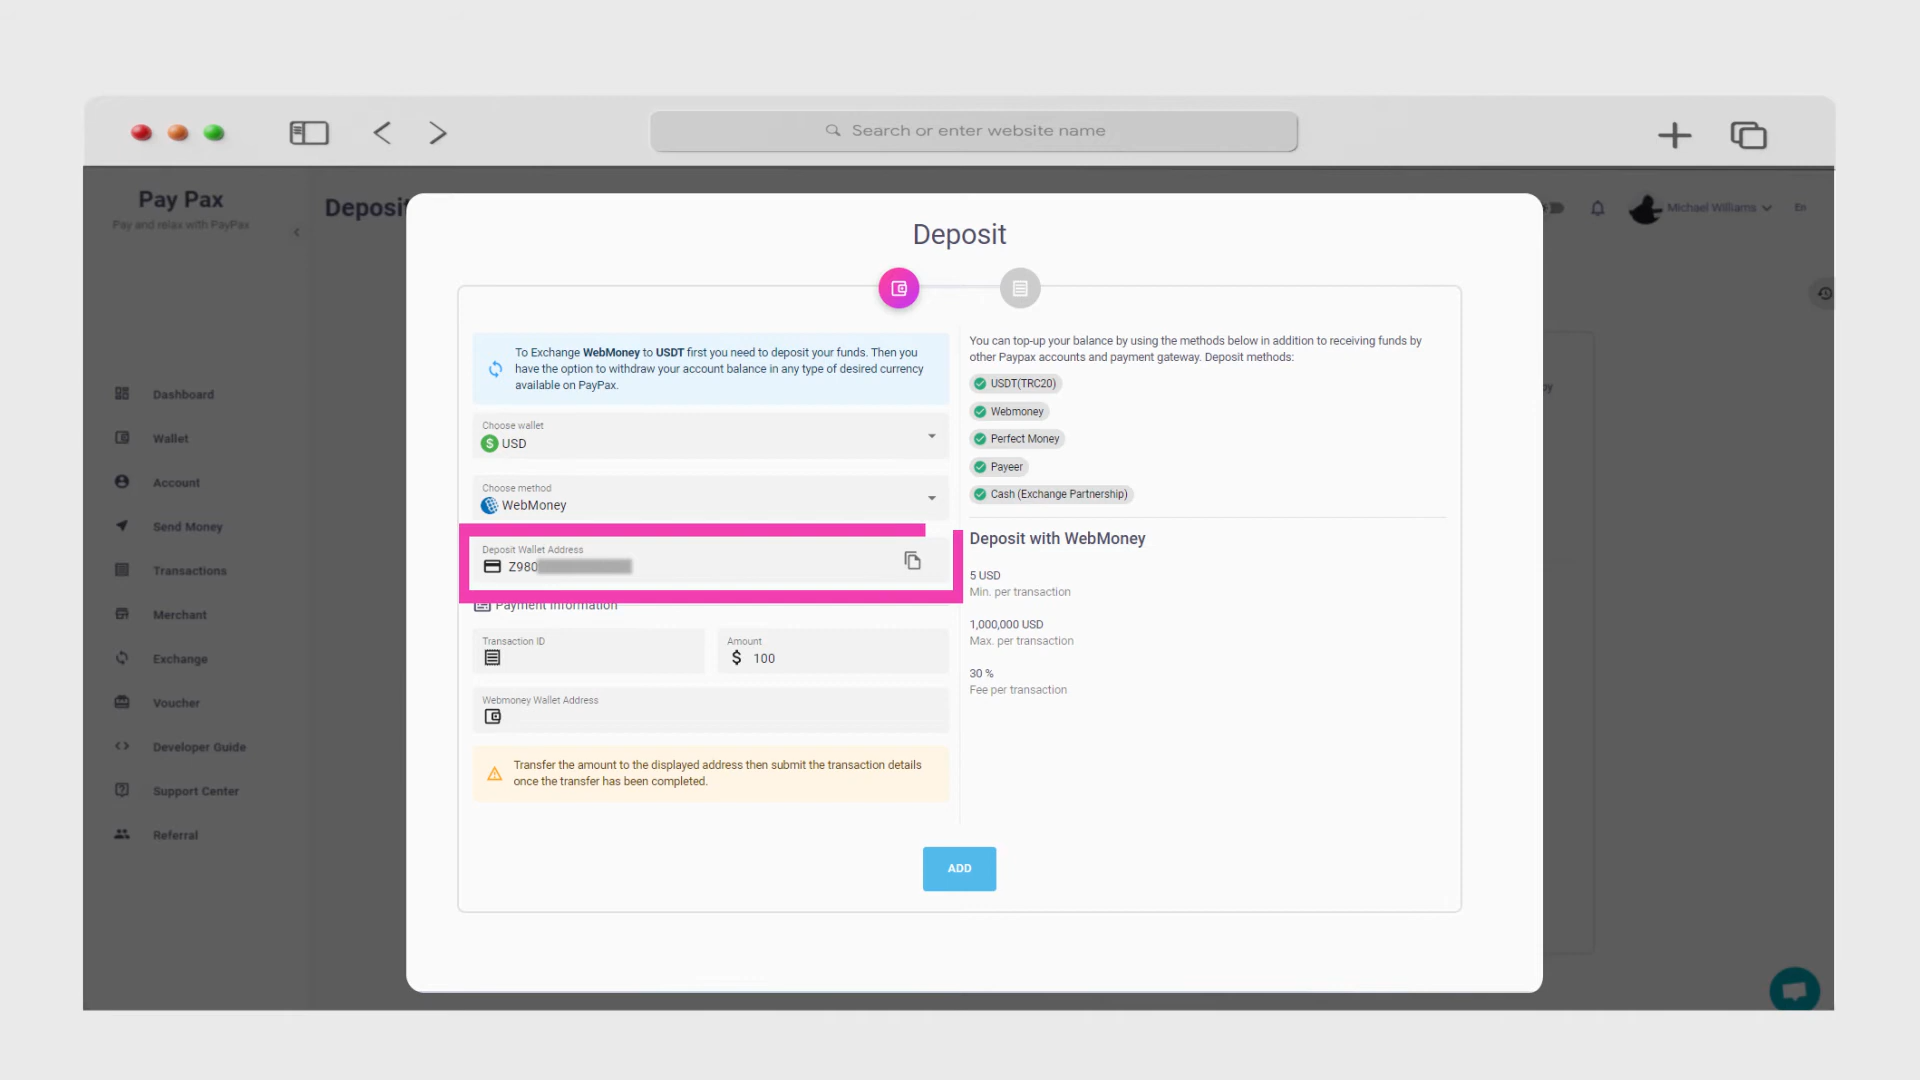 Search or enter website name
Pay Pax
Pay and relax with PayPax
Deposit
Michael Williams
En
Dashboard
Wallet
Account
Send Money
Transactions
Merchant
Exchange
Voucher
Developer Guide
Support Center
Referral
Deposit
To Exchange WebMoney to USDT first you need to deposit your funds. Then you
have the option to withdraw your account balance in any type of desired currency
available on PayPax.
Choose wallet
USD
Choose method
WebMoney
Deposit Wallet Address
Z980
Payment Information
Transaction ID
Amount
$ 100
Webmoney Wallet Address
Transfer the amount to the displayed address then submit the transaction details
once the transfer has been completed.
You can top-up your balance by using the methods below in addition to receiving funds by
other Paypax accounts and payment gateway. Deposit methods:
USDT(TRC20)
Webmoney
Perfect Money
Payeer
Cash (Exchange Partnership)
Deposit with WebMoney
5 USD
Min. per transaction
1,000,000 USD
Max. per transaction
30 %
Fee per transaction
ADD